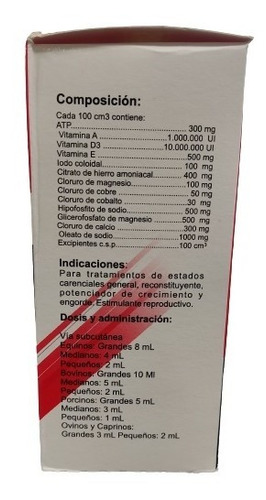 Composición:
Cada 100 cm3 contiene:
ATP.......................................................... 300 mg
Vitamina A ................................... 1.000.000 UI
Vitamina D3 ................................ 10.000.000 UI
Vitamina E ........................................... 500 mg
Iodo coloidal ........................................ 100 mg
Citrato de hierro amoniacal ............... 400 mg
Cloruro de magnesio ........................... 100 mg
Cloruro de cobre .................................. 50 mg
Cloruro de cobalto ............................... 30 mg
Hipofosfito de sodio ............................. 500 mg
Glicerofosfato de magnesio ............... 500 mg
Cloruro de calcio ................................. 300 mg
Oleato de sodio .................................. 1000 mg
Excipientes c.s.p ................................. 100 cm³
Indicaciones:
Para tratamientos de estados
carenciales general, reconstituyente,
potenciador de crecimiento y
engorde. Estimulante reproductivo.
Dosis y administración:
Vía subcutánea
Equinos: Grandes 8 mL
Medianos: 4 mL
Pequeños: 2 mL
Bovinos: Grandes 10 Ml
Medianos: 5 mL
Pequeños: 2 mL
Porcinos: Grandes 5 mL
Medianos: 3 mL
Pequeños: 1 mL
Ovinos y Caprinos:
Grandes 3 mL Pequeños: 2 mL